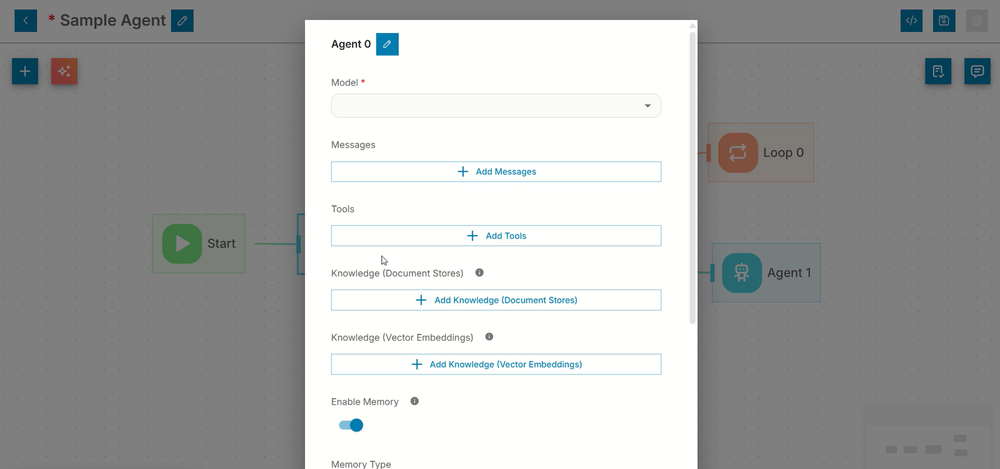 * Sample Agent
Agent 0
Model *
Messages
Add Messages
Tools
Add Tools
Knowledge (Document Stores)
Add Knowledge (Document Stores)
Knowledge (Vector Embeddings)
Add Knowledge (Vector Embeddings)
Enable Memory
Memory Type
Start
Loop 0
Agent 1